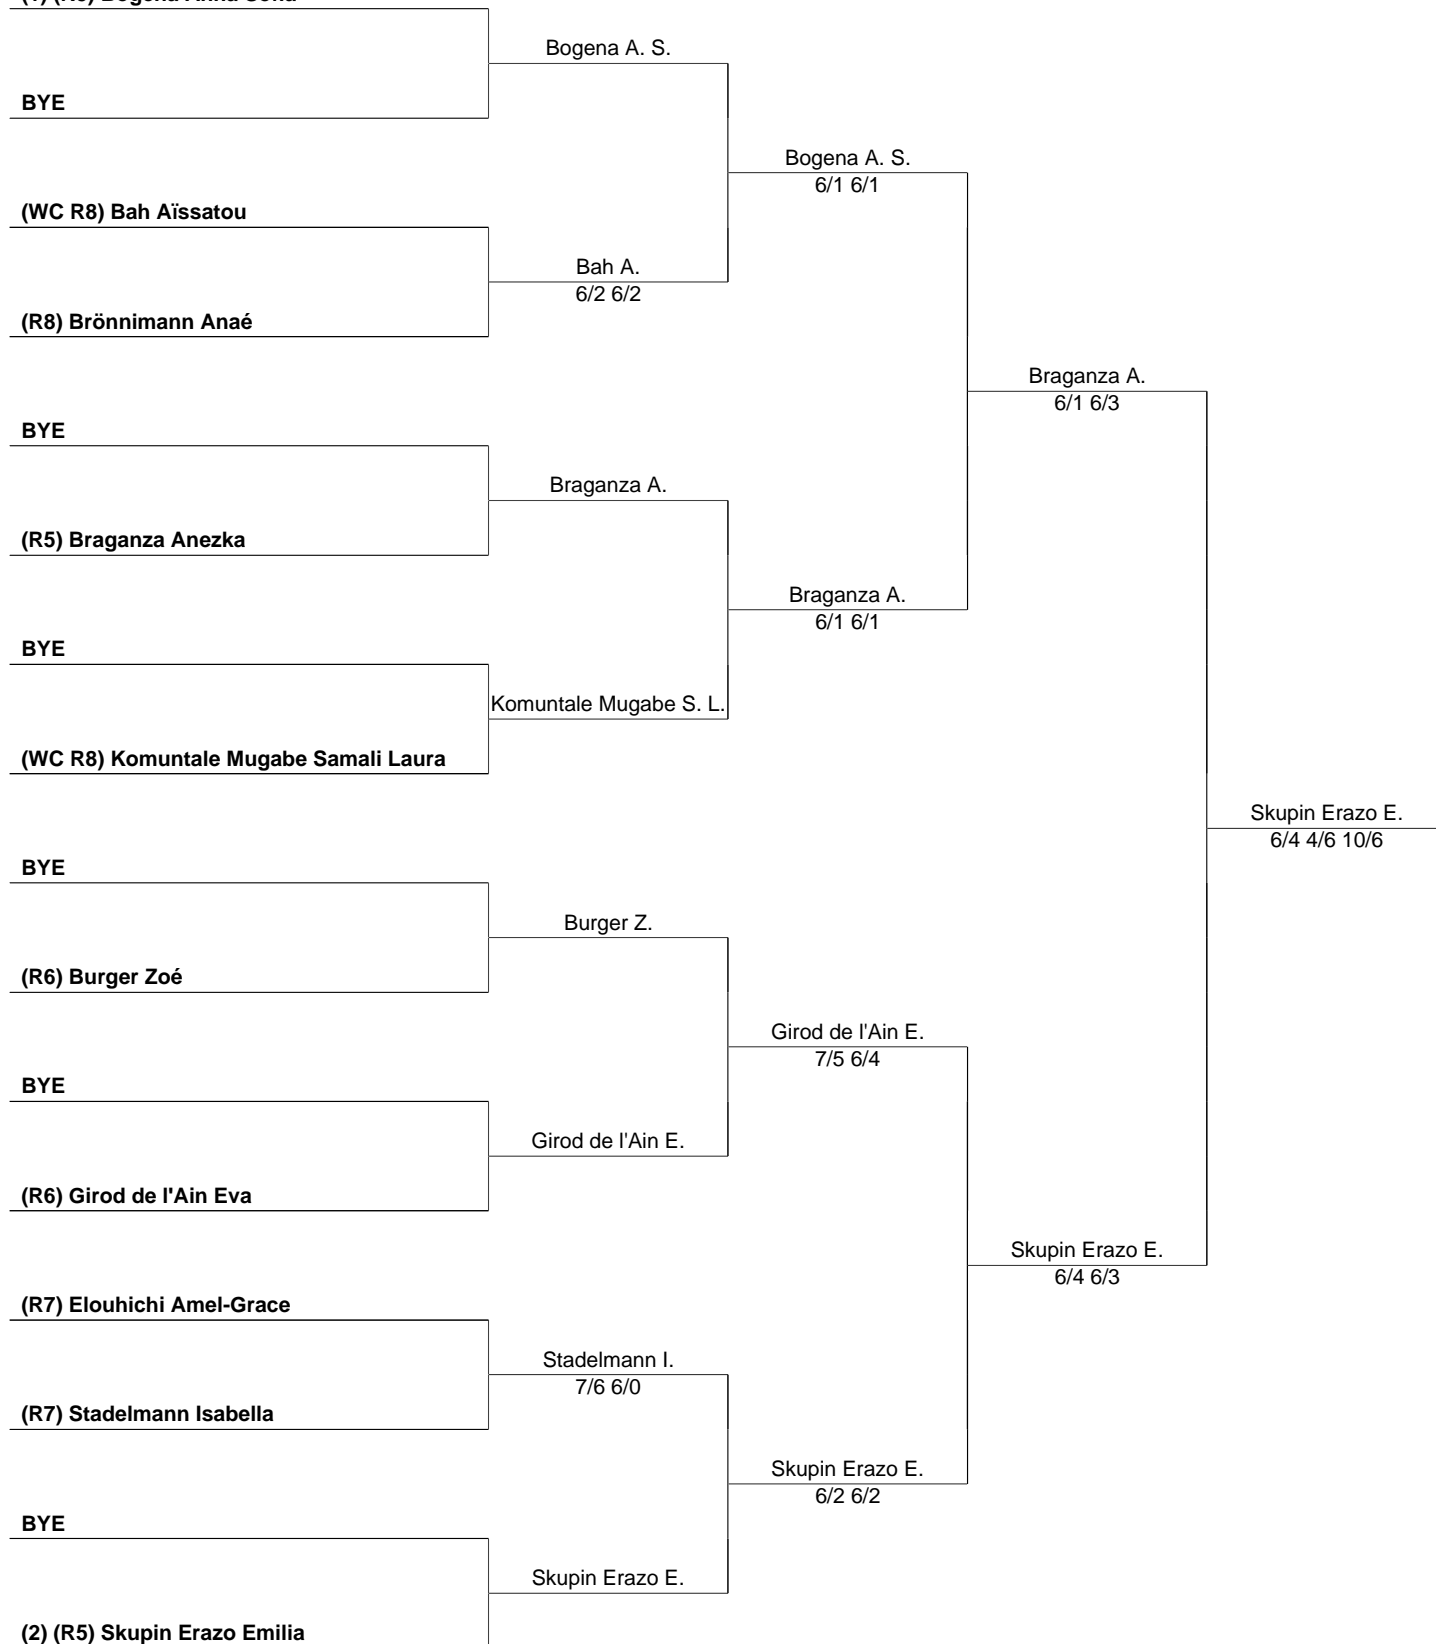 Bogena A. S.
BYE
Bogena A. S.
6/1 6/1
(WC R8) Bah Aïssatou
Bah A.
6/2 6/2
(R8) Brönnimann Anaé
Braganza A.
6/1 6/3
BYE
Braganza A.
(R5) Braganza Anezka
Braganza A.
6/1 6/1
BYE
Komuntale Mugabe S. L.
(WC R8) Komuntale Mugabe Samali Laura
Skupin Erazo E.
6/4 4/6 10/6
BYE
Burger Z.
(R6) Burger Zoé
Girod de l'Ain E.
7/5 6/4
BYE
Girod de l'Ain E.
(R6) Girod de l'Ain Eva
Skupin Erazo E.
6/4 6/3
(R7) Elouhichi Amel-Grace
Stadelmann I.
7/6 6/0
(R7) Stadelmann Isabella
Skupin Erazo E.
6/2 6/2
BYE
Skupin Erazo E.
(2) (R5) Skupin Erazo Emilia